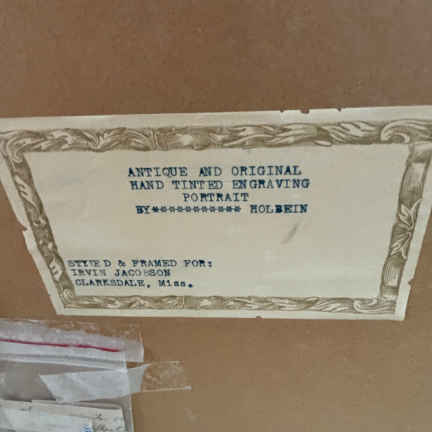 ANTIQUE AND ORIGINAL
HAND TINTED ENGRAVING
PORTRAIT
BY*********** HOLBEIN
STYLED & FRAMED FOR:
IRVIN JACOBSON
CLARKSDALE, Miss.